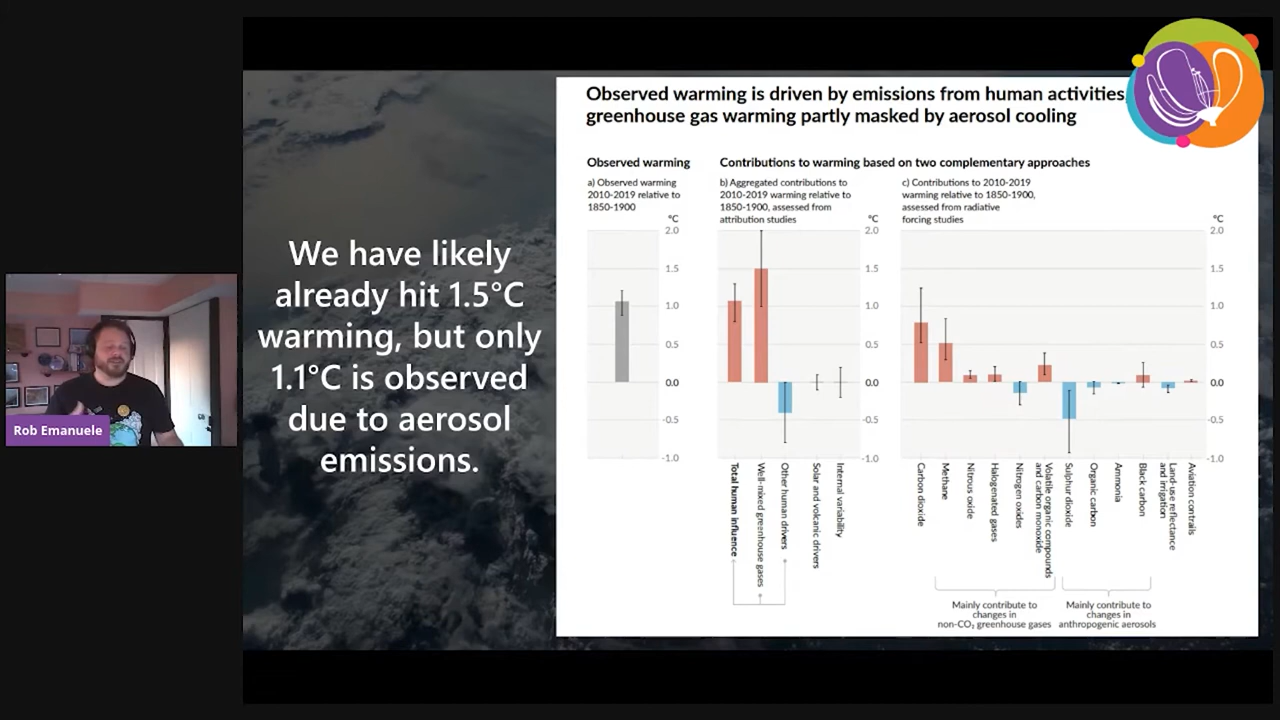 Rob Emanuele
We have likely
already hit 1.5°C
warming, but only
1.1°C is observed
due to aerosol
emissions.
Observed warming is driven by emissions from human activities,
greenhouse gas warming partly masked by aerosol cooling
Observed warming
a) Observed warming
2010-2019 relative to
1850-1900
°C
2.0
1.5
1.0
0.5
0.0
-0.5
-1.0
Contributions to warming based on two complementary approaches
b) Aggregated contributions to
2010-2019 warming relative to
1850-1900, assessed from
attribution studies
°C
2.0
1.5
1.0
0.5
0.0
-0.5
-1.0
Total human influence
Well-mixed greenhouse gases
Other human drivers
Solar and volcanic drivers
Internal variability
c) Contributions to 2010-2019
warming relative to 1850-1900,
assessed from radiative
forcing studies
°C
2.0
1.5
1.0
0.5
0.0
-0.5
-1.0
Carbon dioxide
Methane
Nitrous oxide
Halogenated gases
Nitrogen oxides
Volatile organic compounds
and carbon monoxide
Sulphur dioxide
Organic carbon
Ammonia
Black carbon
Land-use reflectance
and irrigation
Aviation contrails
Mainly contribute to
changes in
non-CO₂ greenhouse gases
Mainly contribute to
changes in
anthropogenic aerosols